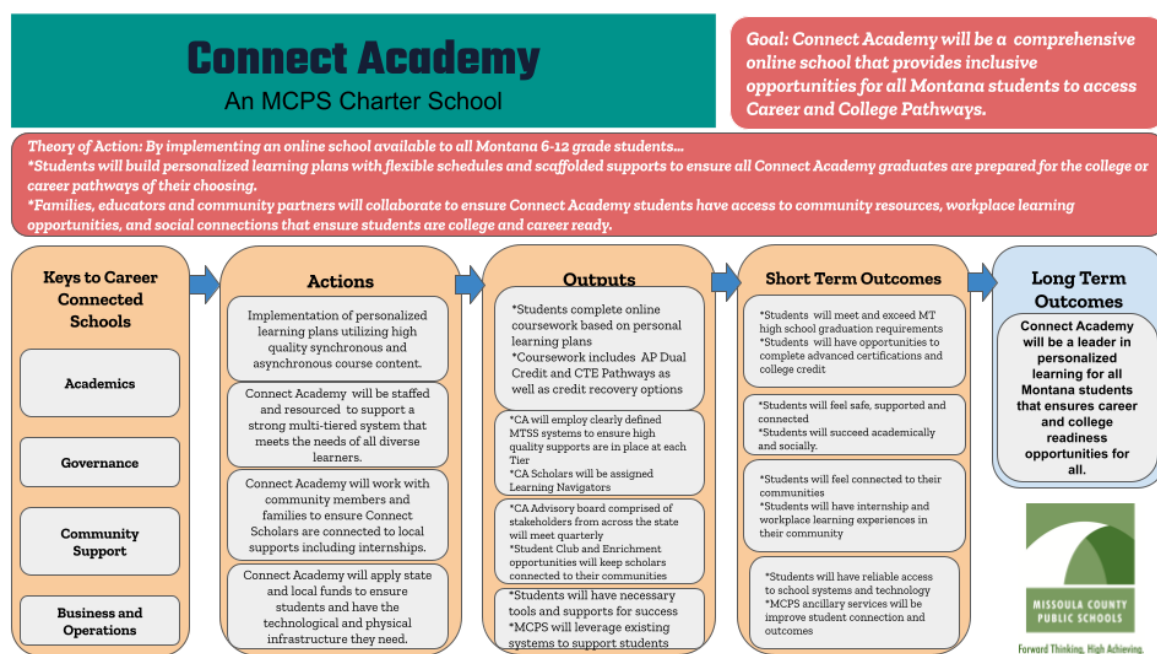 Connect Academy
An MCPS Charter School
Goal: Connect Academy will be a comprehensive
online school that provides inclusive
opportunities for all Montana students to access
Career and College Pathways.
Theory of Action: By implementing an online school available to all Montana 6-12 grade students...
*Students will build personalized learning plans with flexible schedules and scaffolded supports to ensure all Connect Academy graduates are prepared for the college or
career pathways of their choosing.
*Families, educators and community partners will collaborate to ensure Connect Academy students have access to community resources, workplace learning
opportunities, and social connections that ensure students are college and career ready.
Keys to Career
Connected
Schools
Academics
Governance
Community
Support
Business and
Operations
Actions
Implementation of personalized
learning plans utilizing high
quality synchronous and
asynchronous course content.
Connect Academy will be staffed
and resourced to support a
strong multi-tiered system that
meets the needs of all diverse
learners.
Connect Academy will work with
community members and
families to ensure Connect
Scholars are connected to local
supports including internships.
Connect Academy will apply state
and local funds to ensure
students and have the
technological and physical
infrastructure they need.
Outputs
*Students complete online
coursework based on personal
learning plans
*Coursework includes AP Dual
Credit and CTE Pathways as
well as credit recovery options
*CA will employ clearly defined
MTSS systems to ensure high
quality supports are in place at each
Tier
*CA Scholars will be assigned
Learning Navigators
*CA Advisory board comprised of
stakeholders from across the state
will meet quarterly
*Student Club and Enrichment
opportunities will keep scholars
connected to their communities
*Students will have necessary
tools and supports for success
*MCPS will leverage existing
systems to support students
Short Term Outcomes
*Students will meet and exceed MT
high school graduation requirements
*Students will have opportunities to
complete advanced certifications and
college credit
*Students will feel safe, supported and
connected
*Students will succeed academically
and socially.
*Students will feel connected to their
communities
*Students will have internship and
workplace learning experiences in
their community
*Students will have reliable access
to school systems and technology
*MCPS ancillary services will be
improve student connection and
outcomes
Long Term
Outcomes
Connect Academy
will be a leader in
personalized
learning for all
Montana students
that ensures career
and college
readiness
opportunities for
all.
MISSOULA COUNTY
PUBLIC SCHOOLS
Forward Thinking, High Achieving.